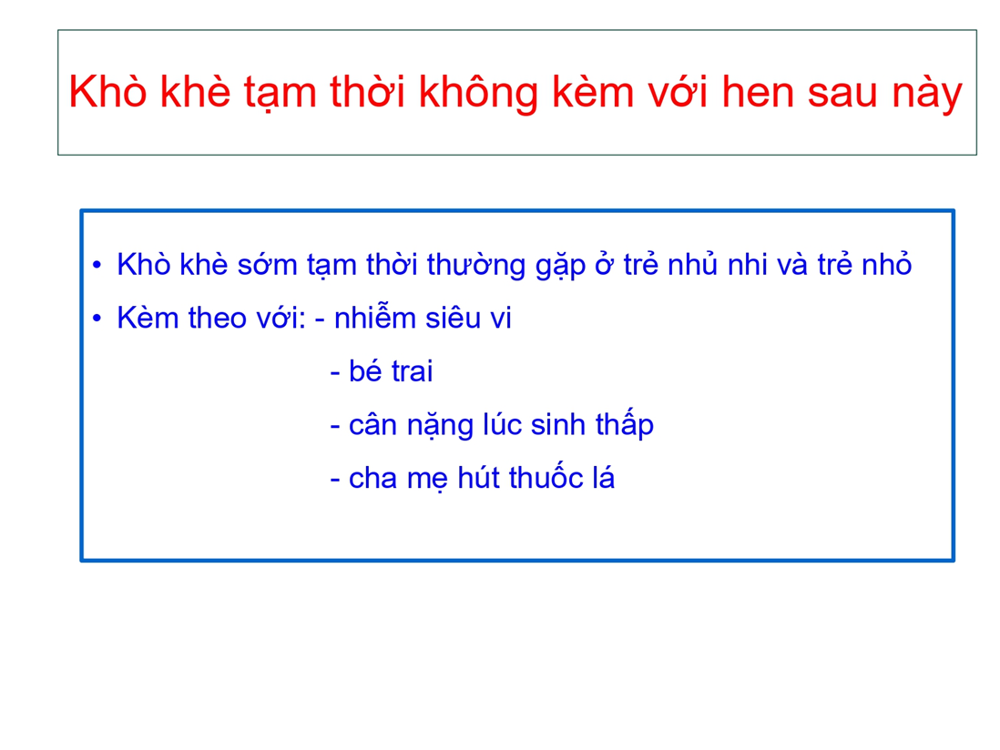 Khò khè tạm thời không kèm với hen sau này
• Khò khè sớm tạm thời thường gặp ở trẻ nhủ nhi và trẻ nhỏ
• Kèm theo với: - nhiễm siêu vi
- bé trai
- cân nặng lúc sinh thấp
- cha mẹ hút thuốc lá